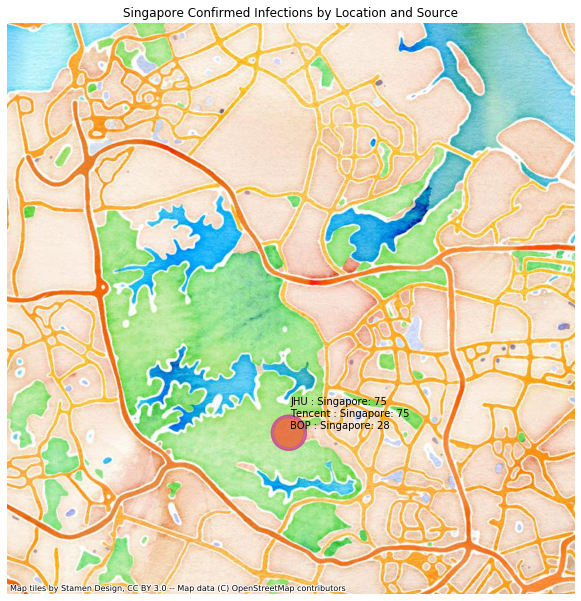 Singapore Confirmed Infections by Location and Source
JHU : Singapore: 75
Tencent : Singapore: 75
BOP : Singapore: 28
Map tiles by Stamen Design, CC BY 3.0 -- Map data (C) OpenStreetMap contributors